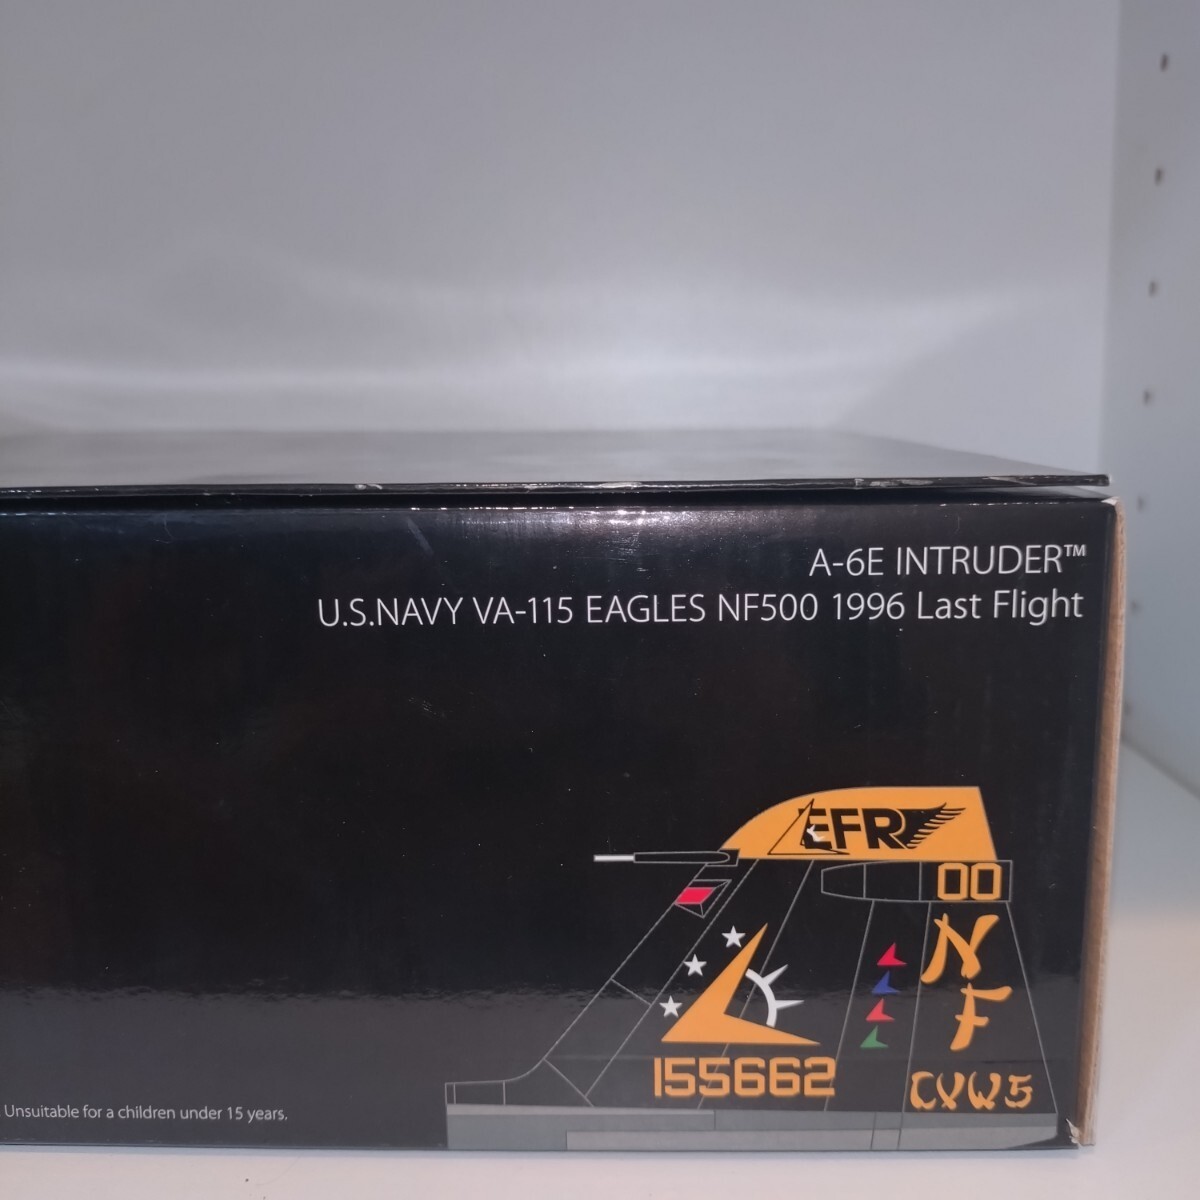 A-6E INTRUDER™
U.S.NAVY VA-115 EAGLES NF500 1996 Last Flight
EFR
00
N
F
155662
CVW5
Unsuitable for a children under 15 years.